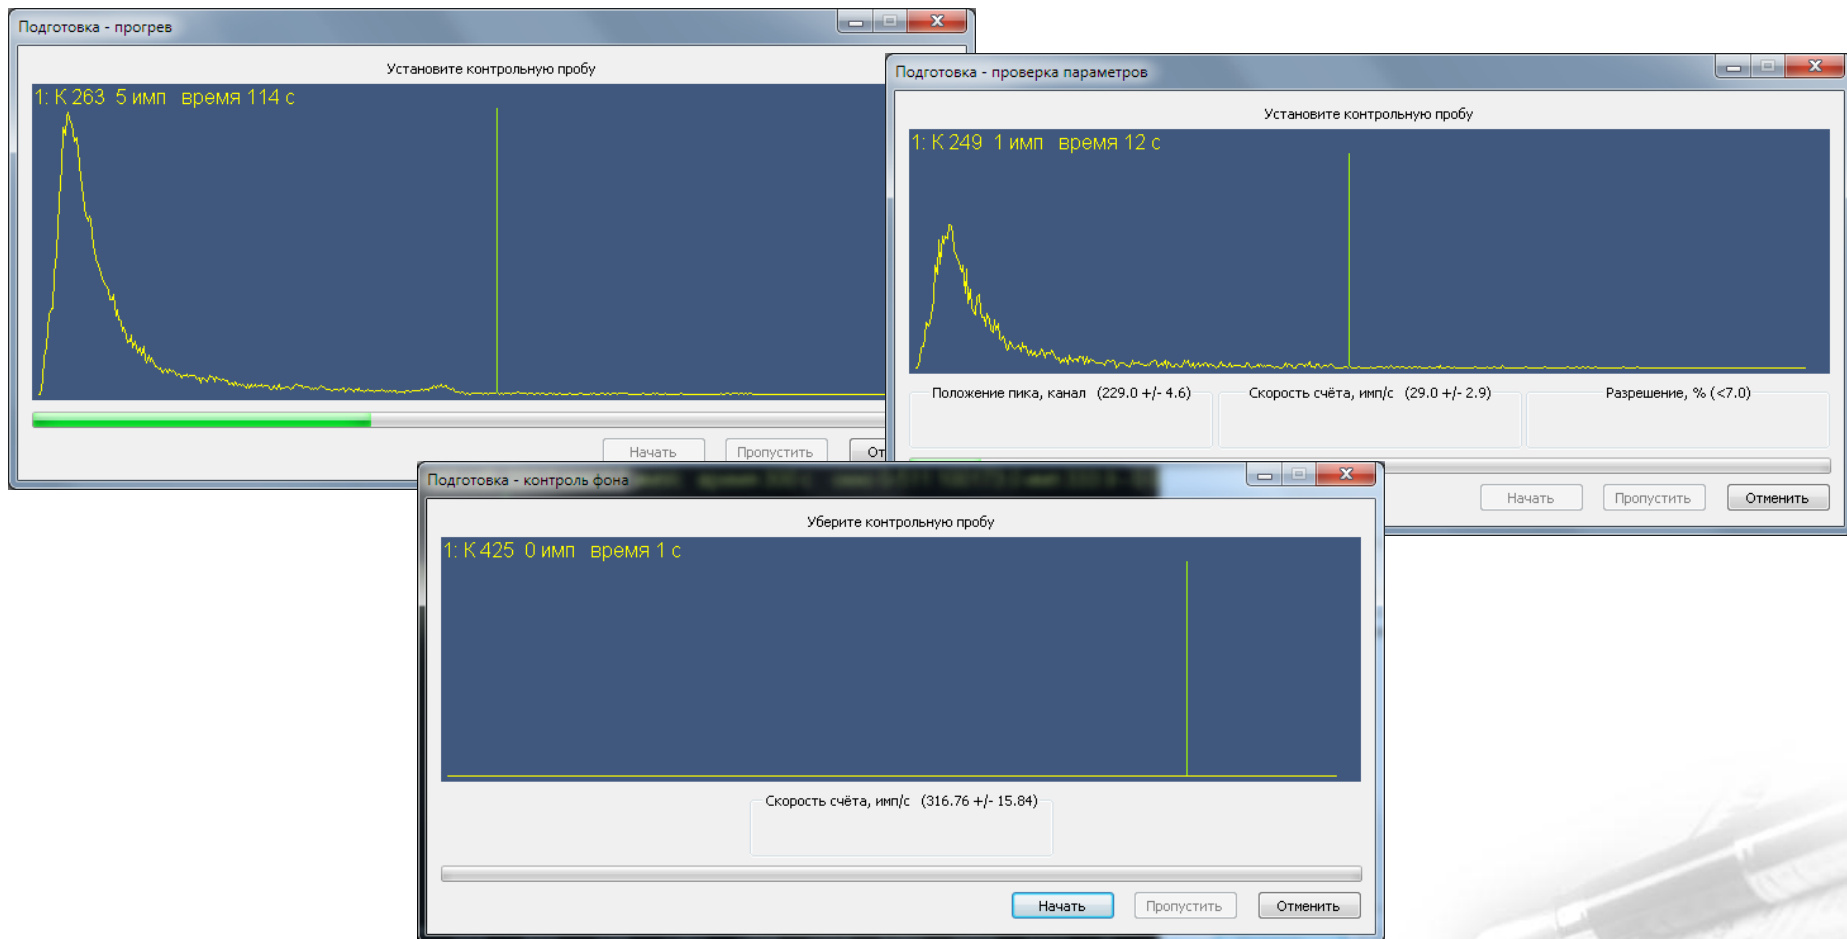 Подготовка - прогрев
Установите контрольную пробу
1: К 263 5 имп время 114 с
Начать
Пропустить
От
Подготовка - проверка параметров
Установите контрольную пробу
1: К 249 1 имп время 12 с
Положение пика, канал (229.0 +/- 4.6)
Скорость счёта, имп/с (29.0 +/- 2.9)
Разрешение, % (<7.0)
Начать
Пропустить
Отменить
Подготовка - контроль фона
Уберите контрольную пробу
1: К 425 0 имп время 1 с
Скорость счёта, имп/с (316.76 +/- 15.84)
Начать
Пропустить
Отменить